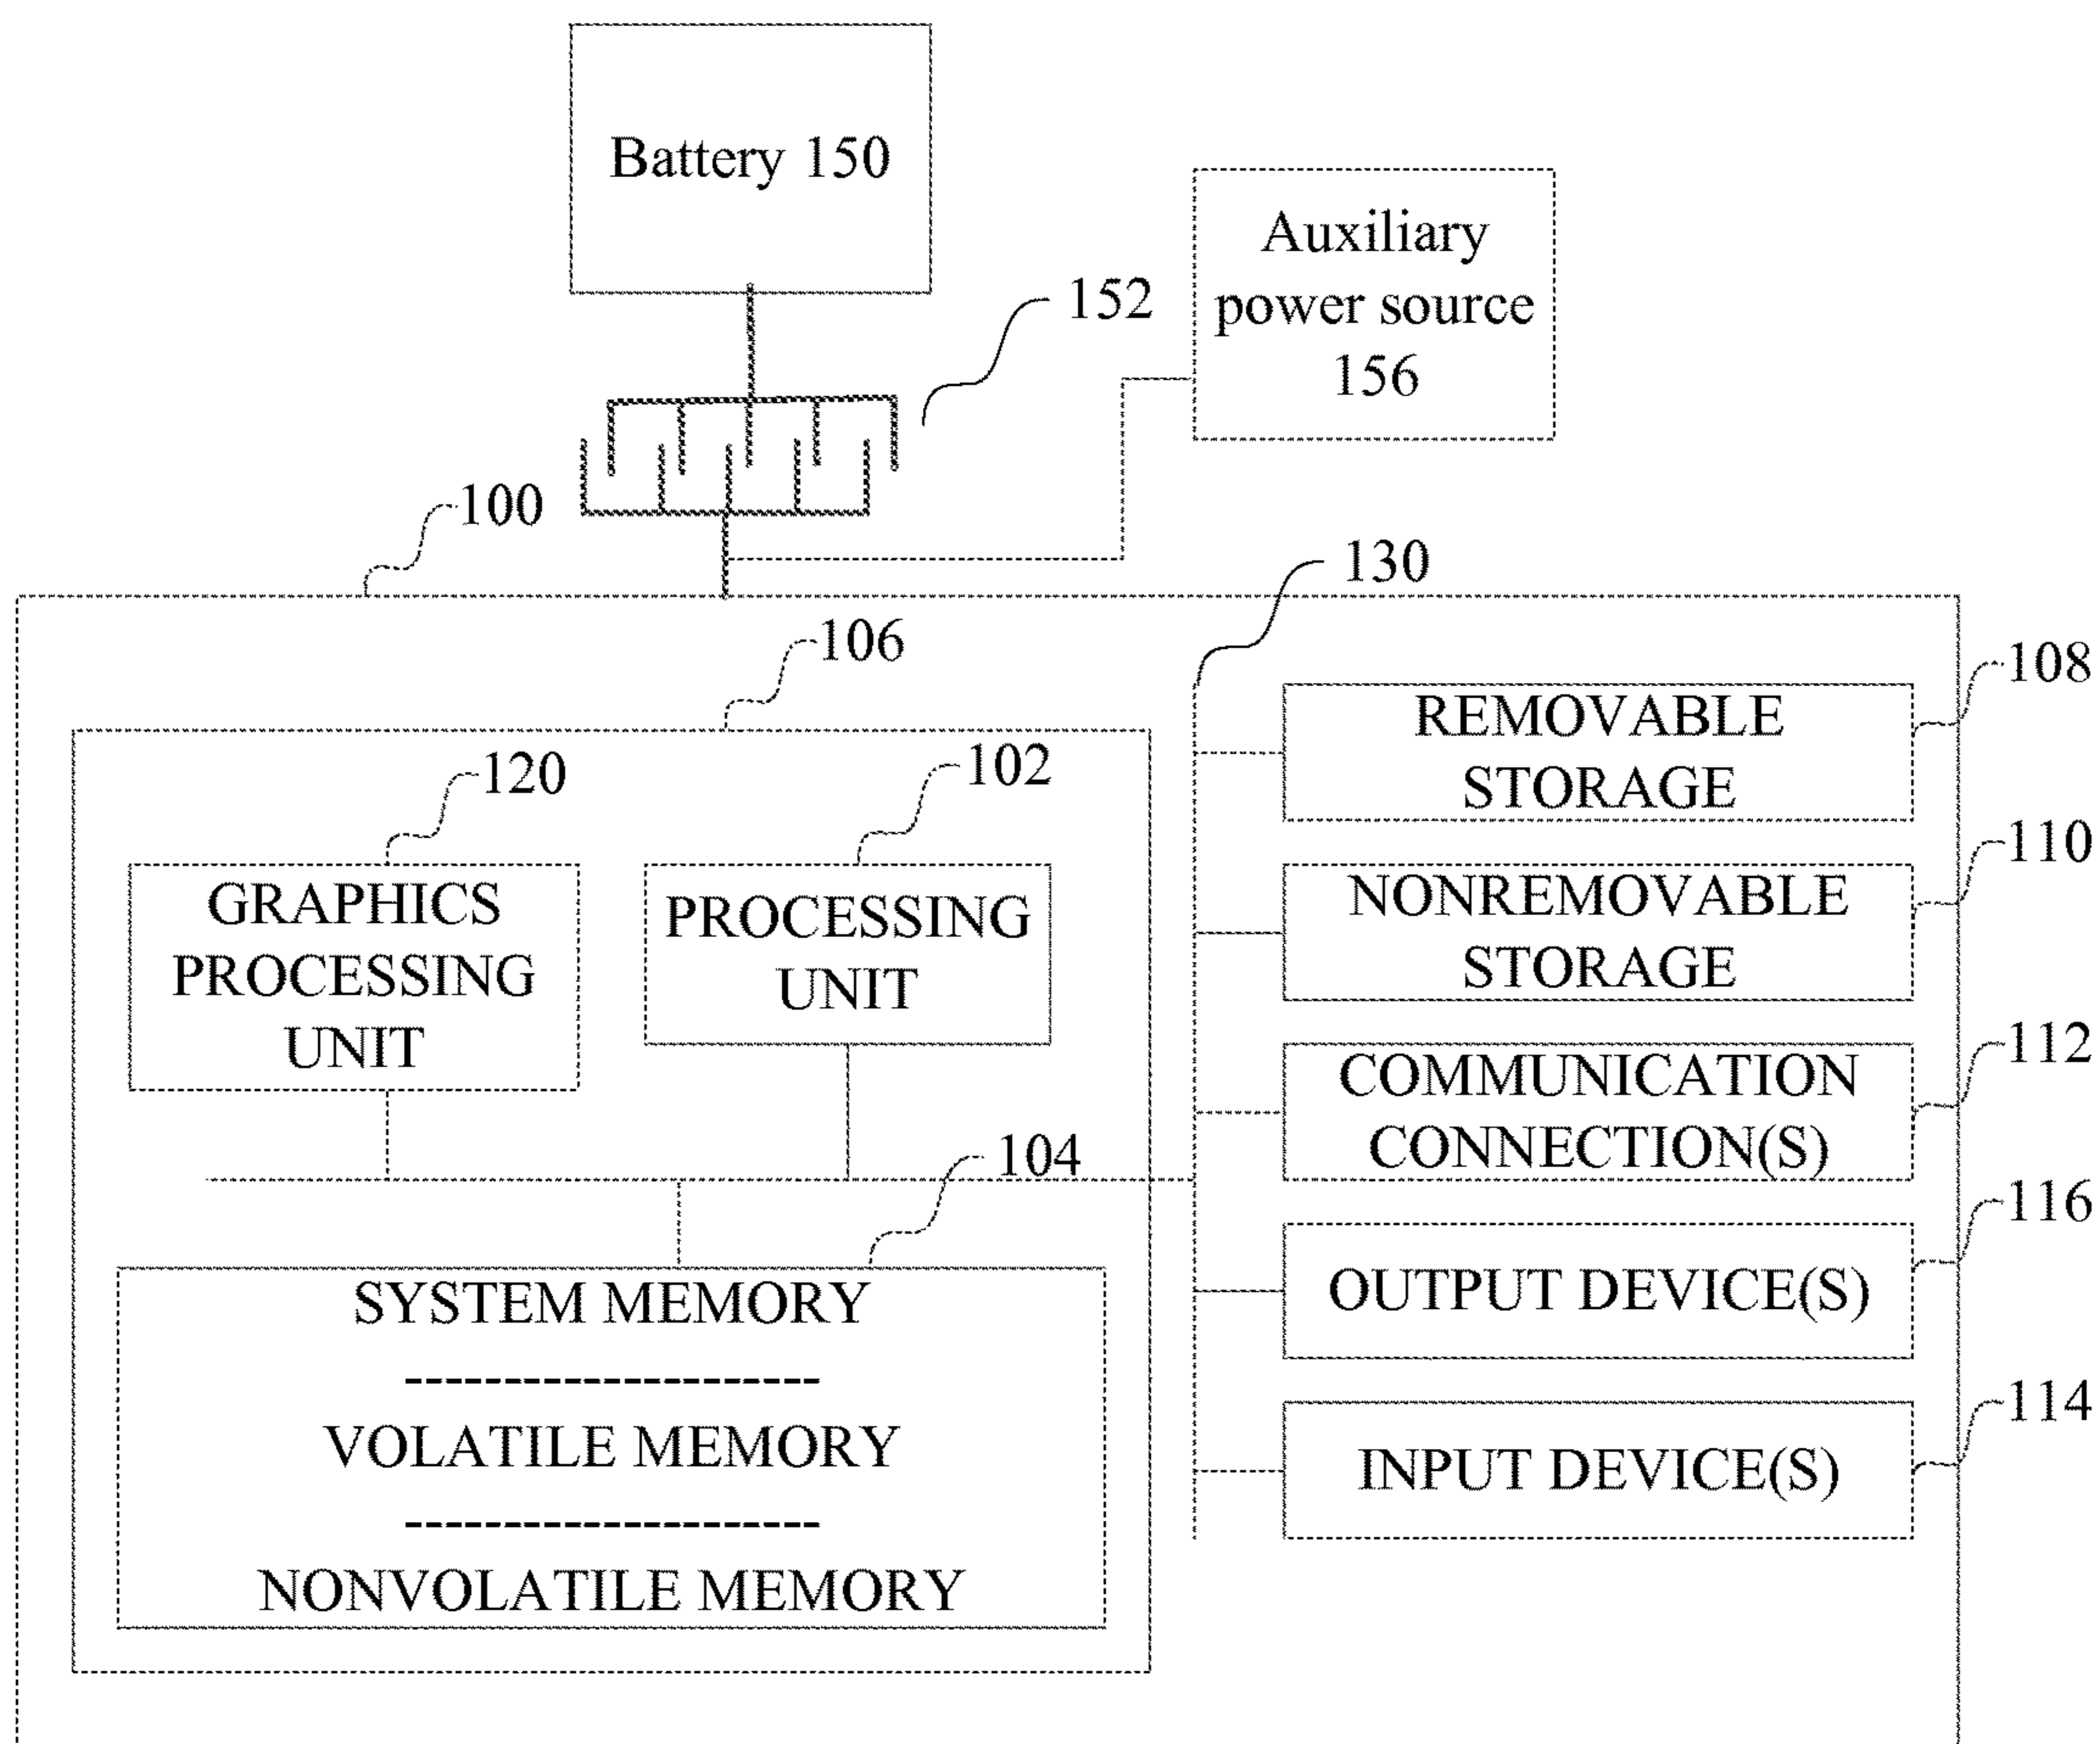 Battery 150
Auxiliary
power source
156
152
100
130
106
108
REMOVABLE
STORAGE
120
102
110
GRAPHICS
PROCESSING
UNIT
PROCESSING
UNIT
NONREMOVABLE
STORAGE
112
COMMUNICATION
CONNECTION(S)
104
116
SYSTEM MEMORY
--------------------
VOLATILE MEMORY
--------------------
NONVOLATILE MEMORY
OUTPUT DEVICE(S)
114
INPUT DEVICE(S)